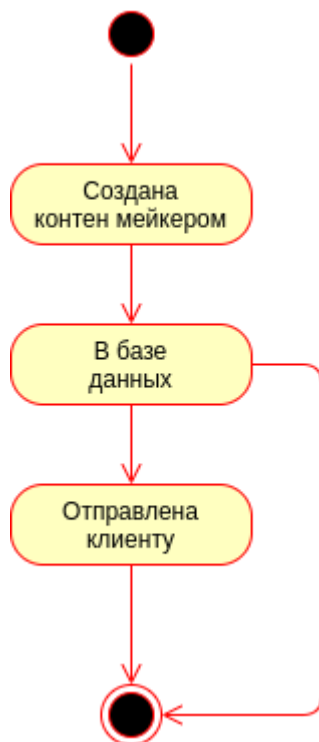 Создана
контен мейкером
В базе
данных
Отправлена
клиенту